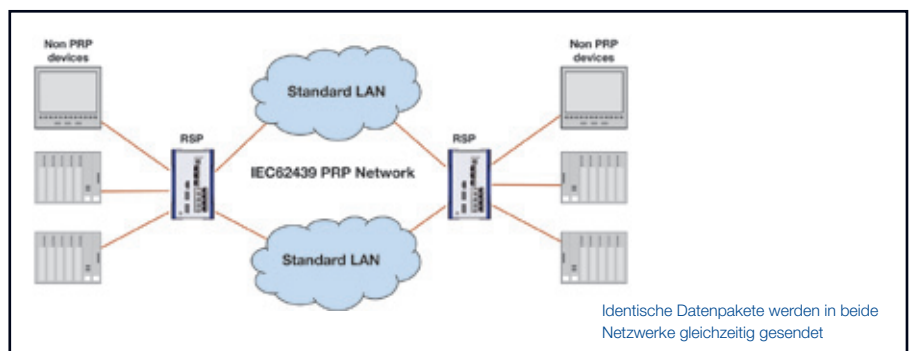 Non PRP
devices
Non PRP
devices
Standard LAN
RSP
RSP
IEC62439 PRP Network
Standard LAN
Identische Datenpakete werden in beide
Netzwerke gleichzeitig gesendet